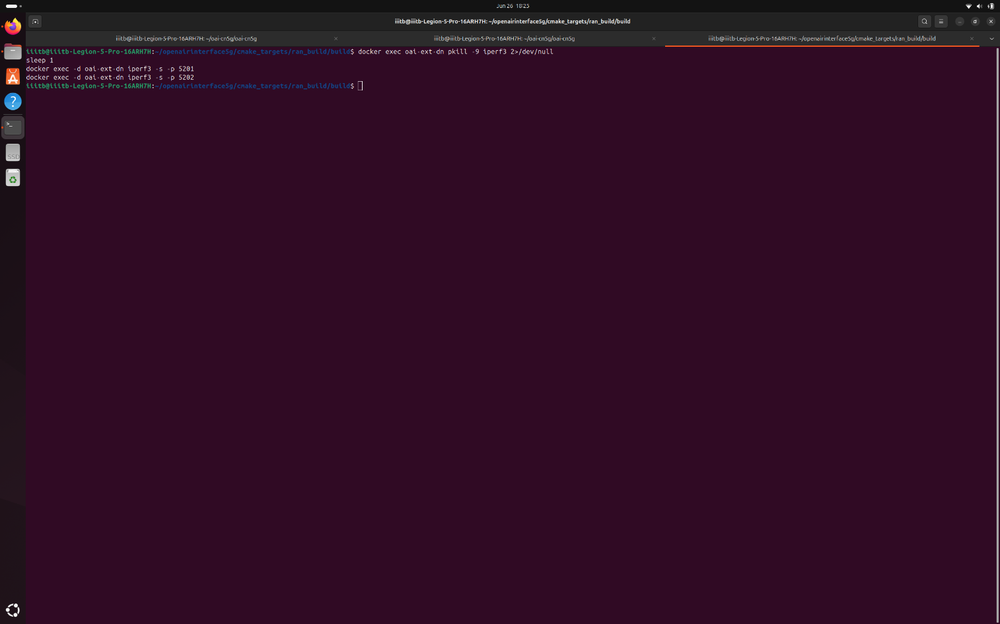 Jun 26 18:25
iiitb@iiitb-Legion-5-Pro-16ARH7H: ~/openairinterface5g/cmake_targets/ran_build/build
iiitb@iiitb-Legion-5-Pro-16ARH7H: ~/oai-cn5g/oai-cn5g
iiitb@iiitb-Legion-5-Pro-16ARH7H: ~/oai-cn5g/oai-cn5g
iiitb@iiitb-Legion-5-Pro-16ARH7H: ~/openairinterface5g/cmake_targets/ran_build/build
iiitb@iiitb-Legion-5-Pro-16ARH7H:~/openairinterface5g/cmake_targets/ran_build/build$ docker exec oai-ext-dn pkill -9 iperf3 2>/dev/null
sleep 1
docker exec -d oai-ext-dn iperf3 -s -p 5201
docker exec -d oai-ext-dn iperf3 -s -p 5202
iiitb@iiitb-Legion-5-Pro-16ARH7H:~/openairinterface5g/cmake_targets/ran_build/build$
SSD